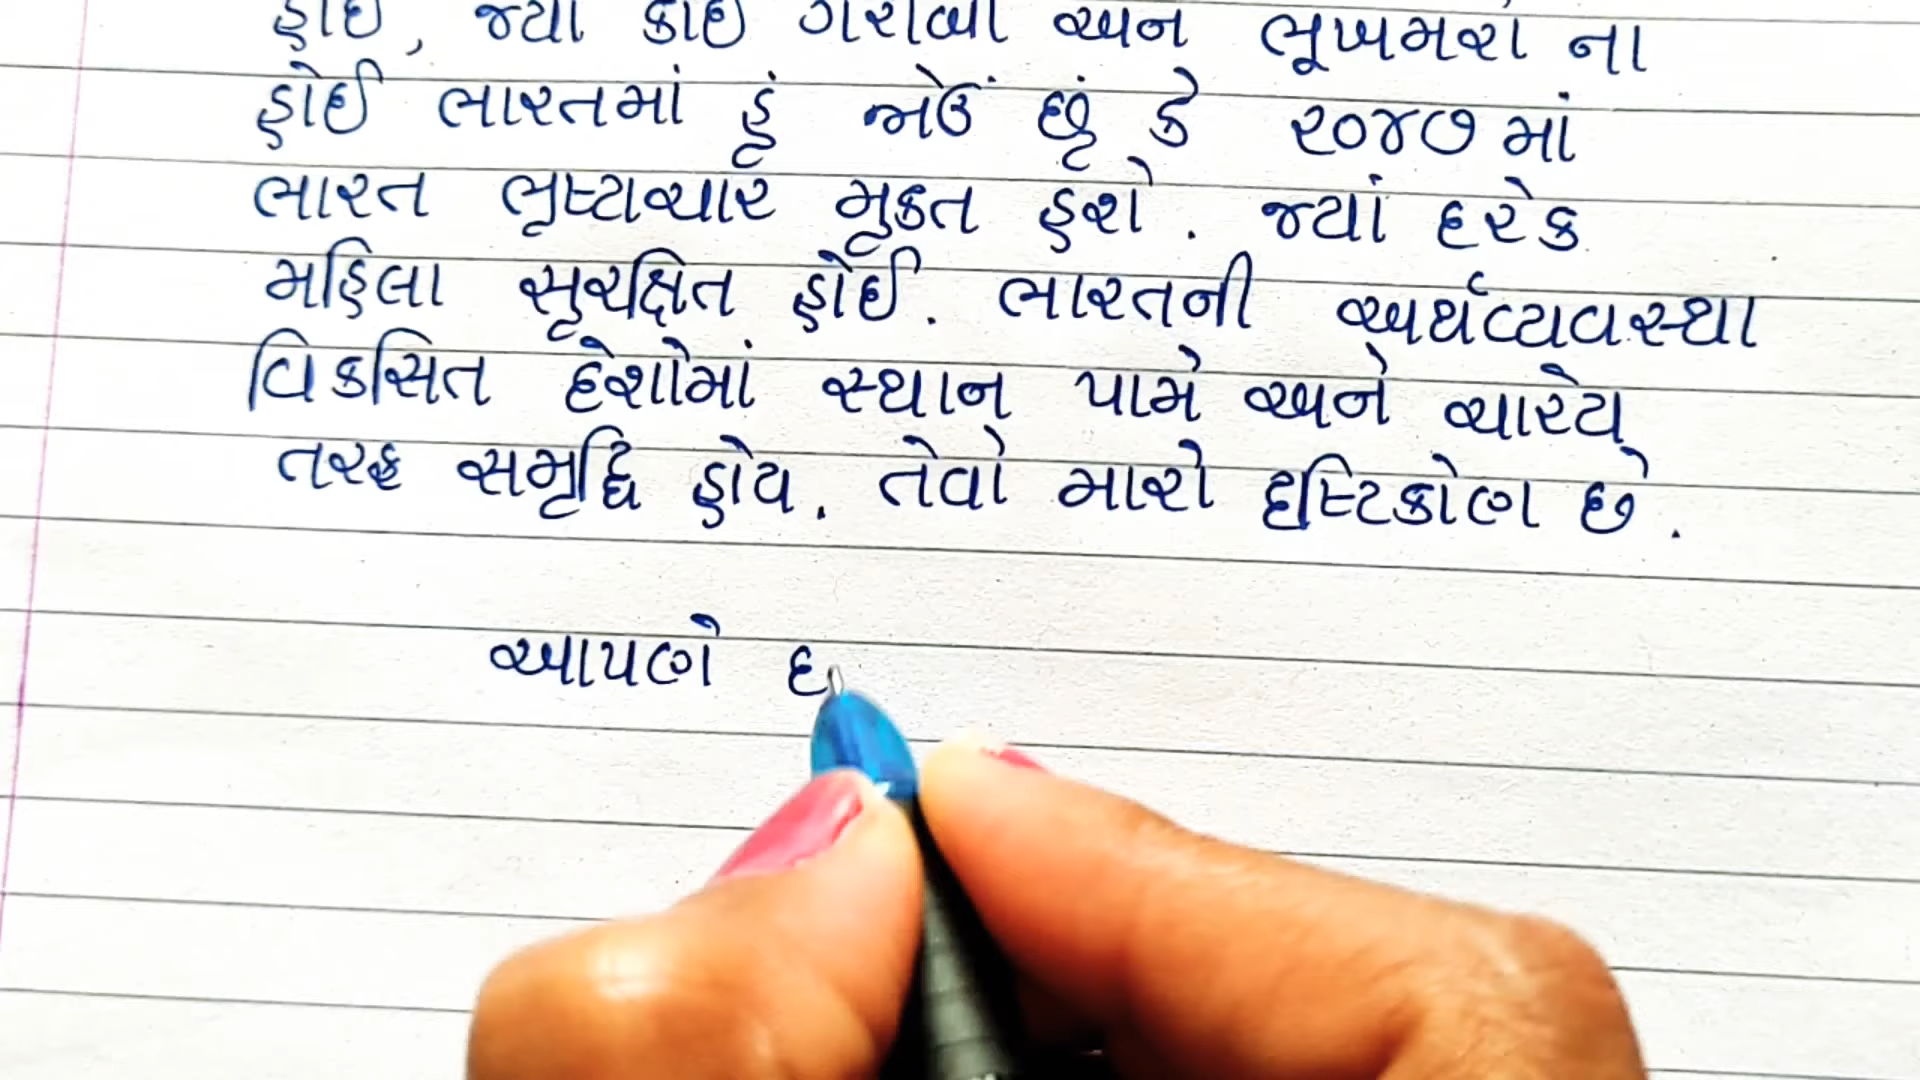 હોઈ, જ્યાં કોઈ ગરીબી અને ભૂખમરો ના
હોઈ ભારતમાં હું જોઉં છું કે ૨૦૪૭માં
ભારત ભ્રષ્ટાચાર મુક્ત હશે. જ્યાં દરેક
મહિલા સુરક્ષિત હોઈ. ભારતની અર્થવ્યવસ્થા
વિકસિત દેશોમાં સ્થાન પામે અને ચારેય
તરફ સમૃદ્ધિ હોય. તેવો મારો દૃષ્ટિકોણ છે.
આપણો દ